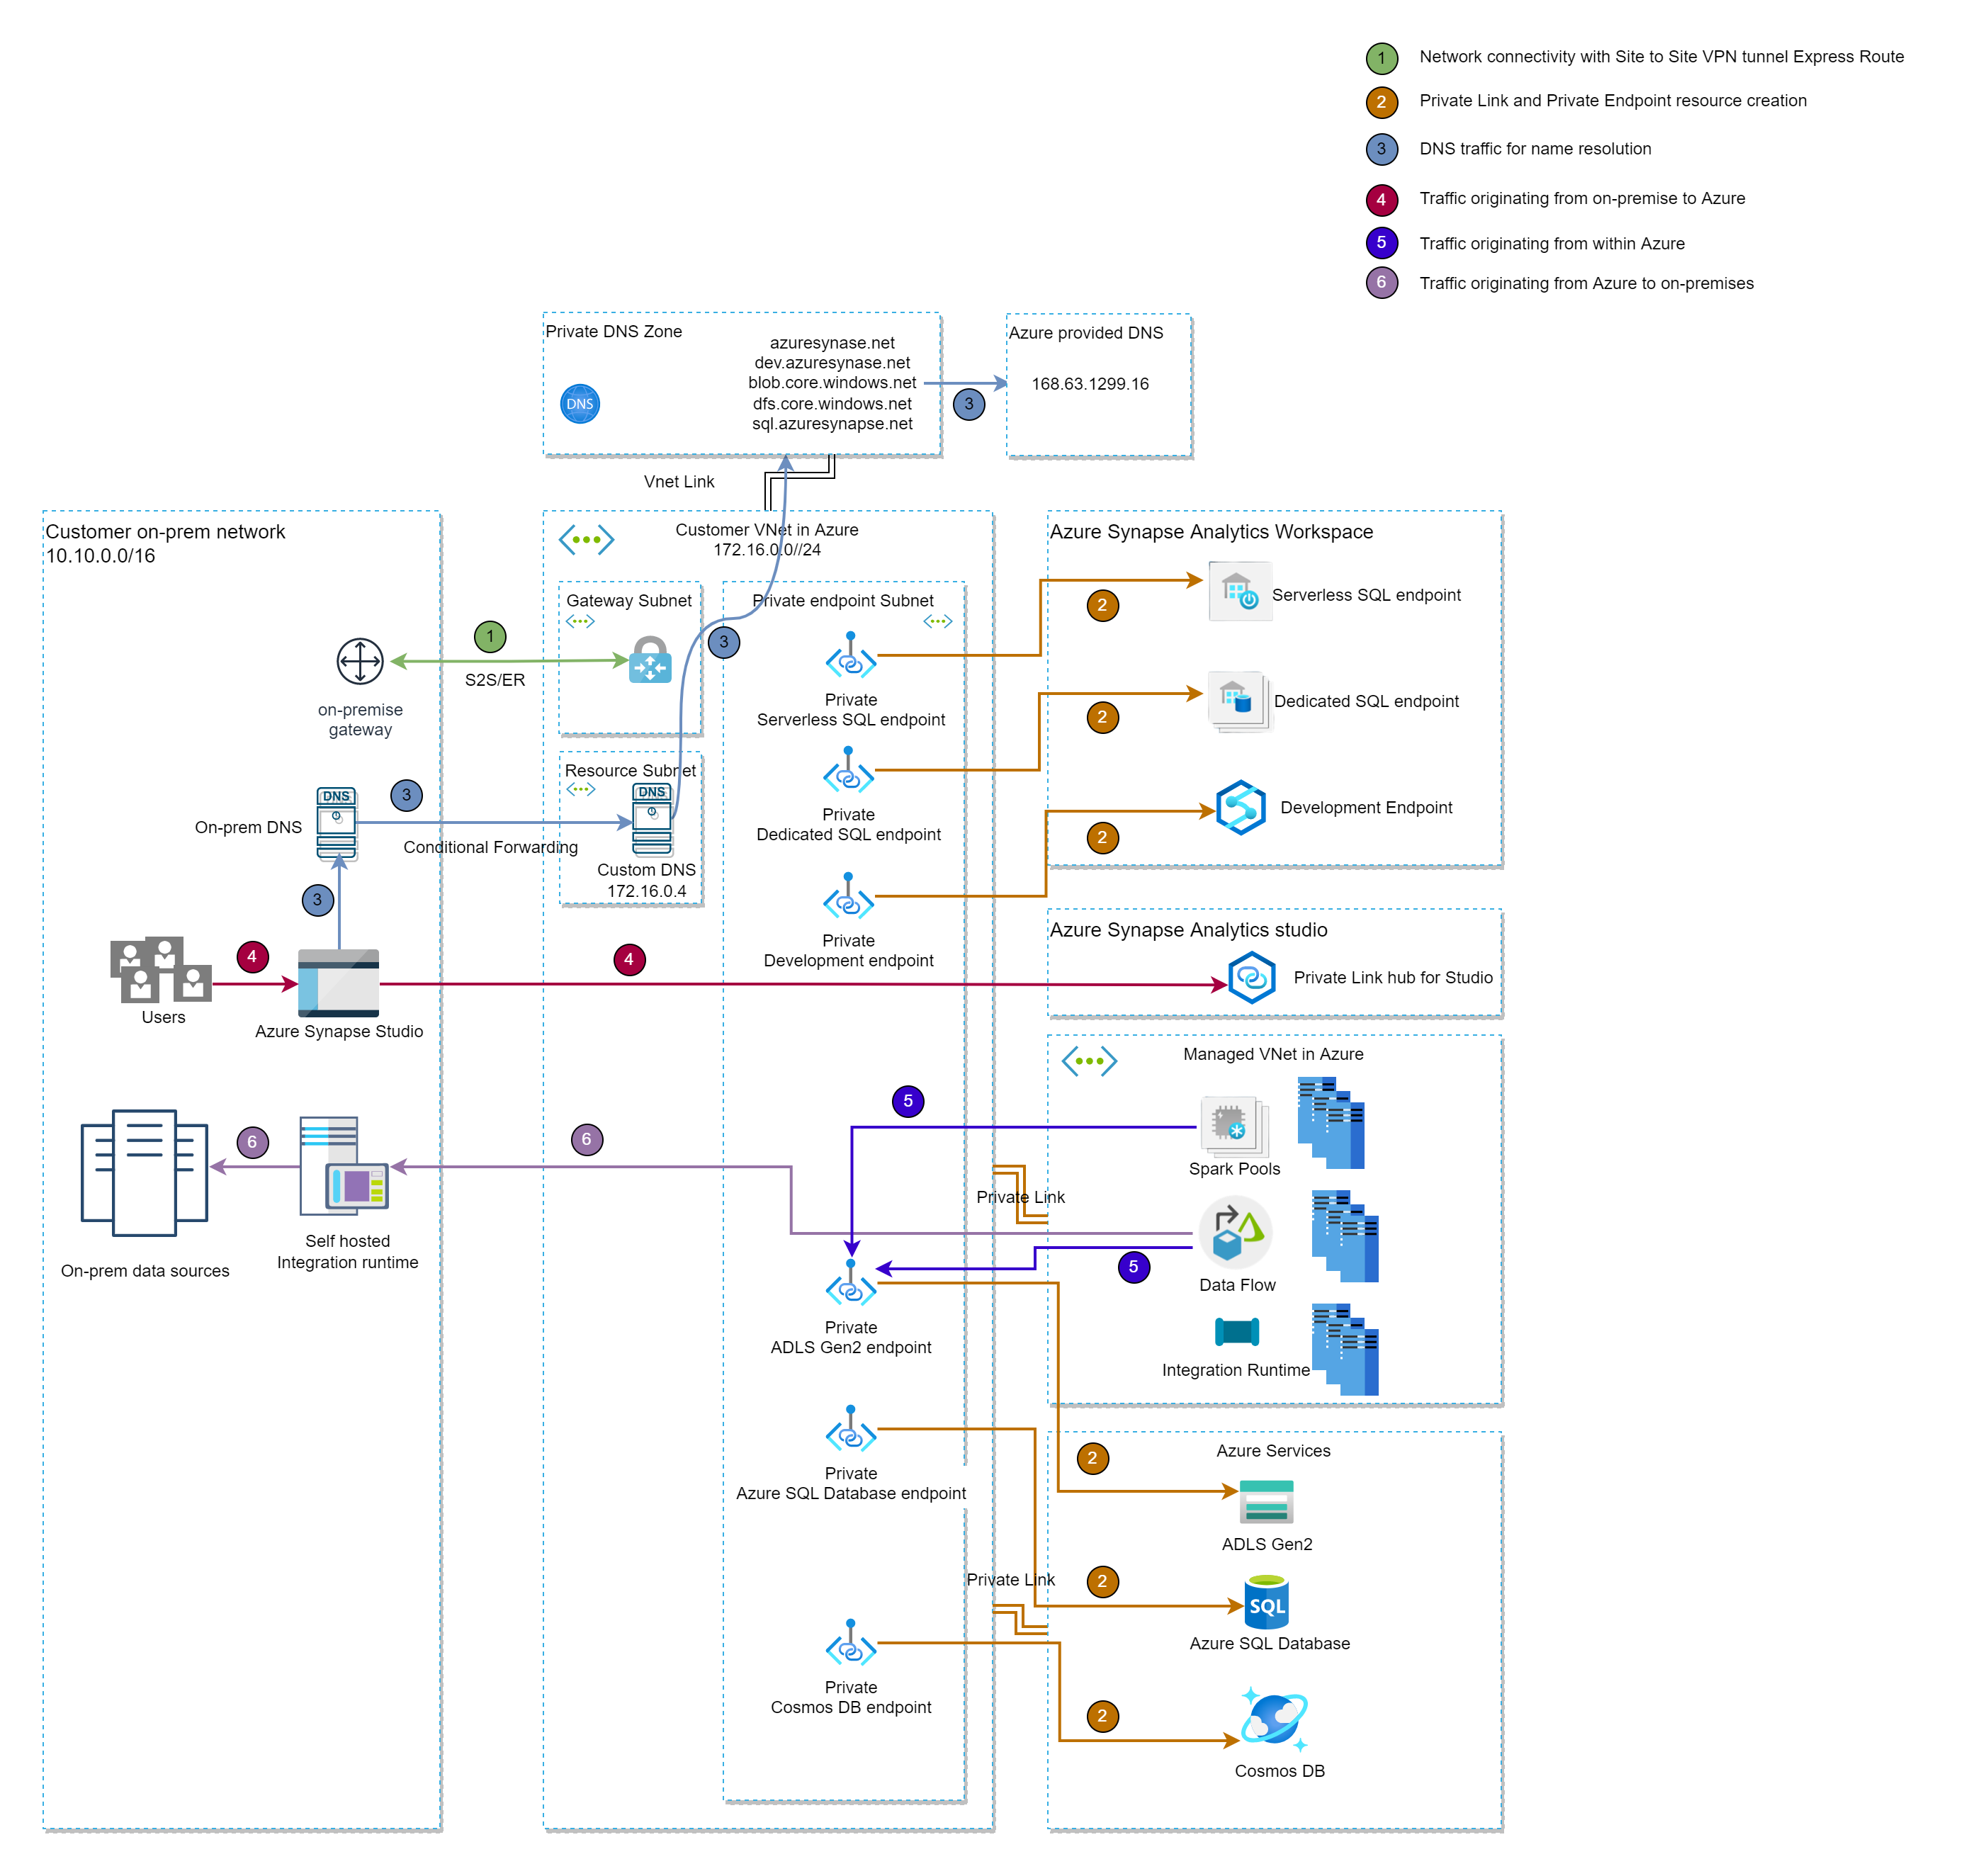 1 Network connectivity with Site to Site VPN tunnel Express Route
2 Private Link and Private Endpoint resource creation
3 DNS traffic for name resolution
4 Traffic originating from on-premise to Azure
5 Traffic originating from within Azure
6 Traffic originating from Azure to on-premises
Private DNS Zone
DNS
azuresynase.net
dev.azuresynase.net
blob.core.windows.net
dfs.core.windows.net
sql.azuresynapse.net
3
Azure provided DNS
168.63.1299.16
Vnet Link
Customer on-prem network
10.10.0.0/16
1
S2S/ER
on-premise
gateway
DNS
On-prem DNS
3
Conditional Forwarding
3
4
Users
Azure Synapse Studio
6
On-prem data sources
Self hosted
Integration runtime
Customer VNet in Azure
172.16.0.0//24
Gateway Subnet
3
Resource Subnet
DNS
Custom DNS
172.16.0.4
4
6
Private endpoint Subnet
Private
Serverless SQL endpoint
Private
Dedicated SQL endpoint
Private
Development endpoint
5
Private
ADLS Gen2 endpoint
Private
Azure SQL Database endpoint
Private
Cosmos DB endpoint
Azure Synapse Analytics Workspace
2
Serverless SQL endpoint
2
Dedicated SQL endpoint
2
Development Endpoint
Azure Synapse Analytics studio
Private Link hub for Studio
Managed VNet in Azure
Spark Pools
Private Link
5
Data Flow
Integration Runtime
Azure Services
2
ADLS Gen2
Private Link
2
SQL
Azure SQL Database
2
Cosmos DB